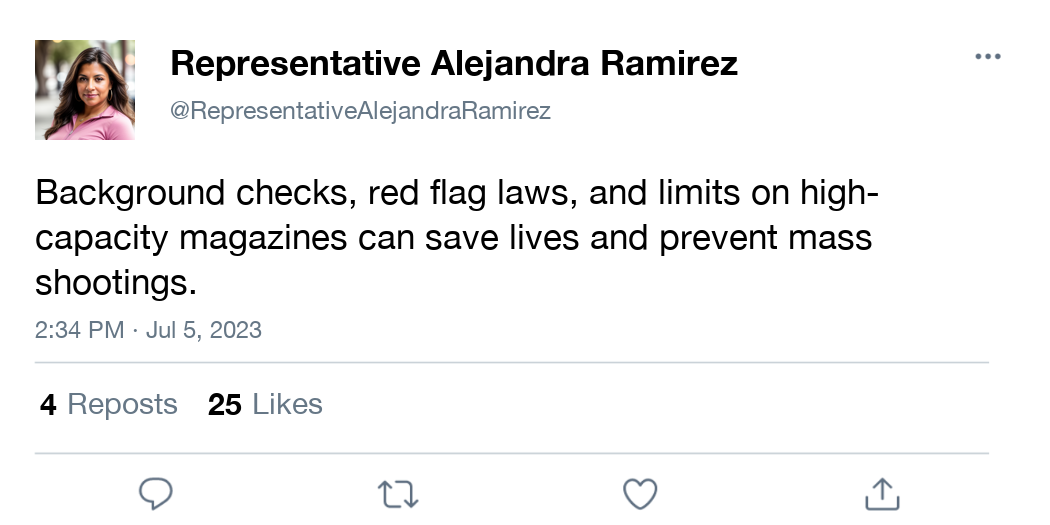 Representative Alejandra Ramirez
@RepresentativeAlejandraRamirez
Background checks, red flag laws, and limits on high-
capacity magazines can save lives and prevent mass
shootings.
2:34 PM · Jul 5, 2023
4 Reposts 25 Likes